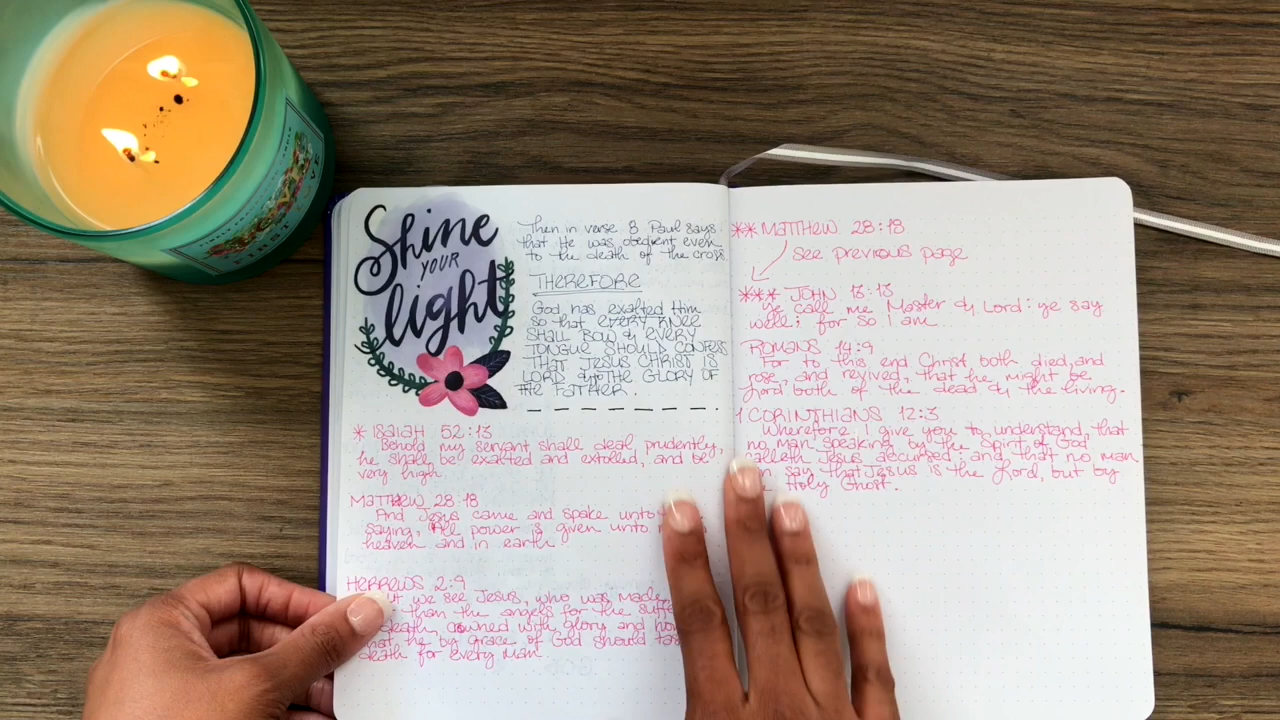 Shine
YOUR
light
Then in verse 8 Paul says
that He was obedient even
to the death of the cross
THEREFORE
God has exalted Him
so that EVERY KNEE
SHALL BOW & EVERY
TONGUE SHOULD CONFESS
THAT JESUS CHRIST IS
LORD THE GLORY OF
THE FATHER.
* ISAIAH 52:13
Behold my servant shall deal prudently,
he shall be exalted and extolled, and be
very high
MATTHEW 28:18
And Jesus came and spake unto
saying, All power is given unto
heaven and in earth.
HEBREWS 2:9
we see Jesus, who was made
than the angels for the
death, crowned with glory and
that he by grace of God should
death for every man
** MATTHEW 28:18
see previous page
*** JOHN 13:13
Ye call me Master & Lord: ye say
well; for so I am.
ROMANS 14:9
For to this end Christ both died, and
rose, and revived, that he might be
Lord both of the dead & the living.
1 CORINTHIANS 12:3
Wherefore I give you to understand, that
no man speaking by the Spirit of God
calleth Jesus accursed: and that no man
say that Jesus is the Lord, but by
Holy Ghost.